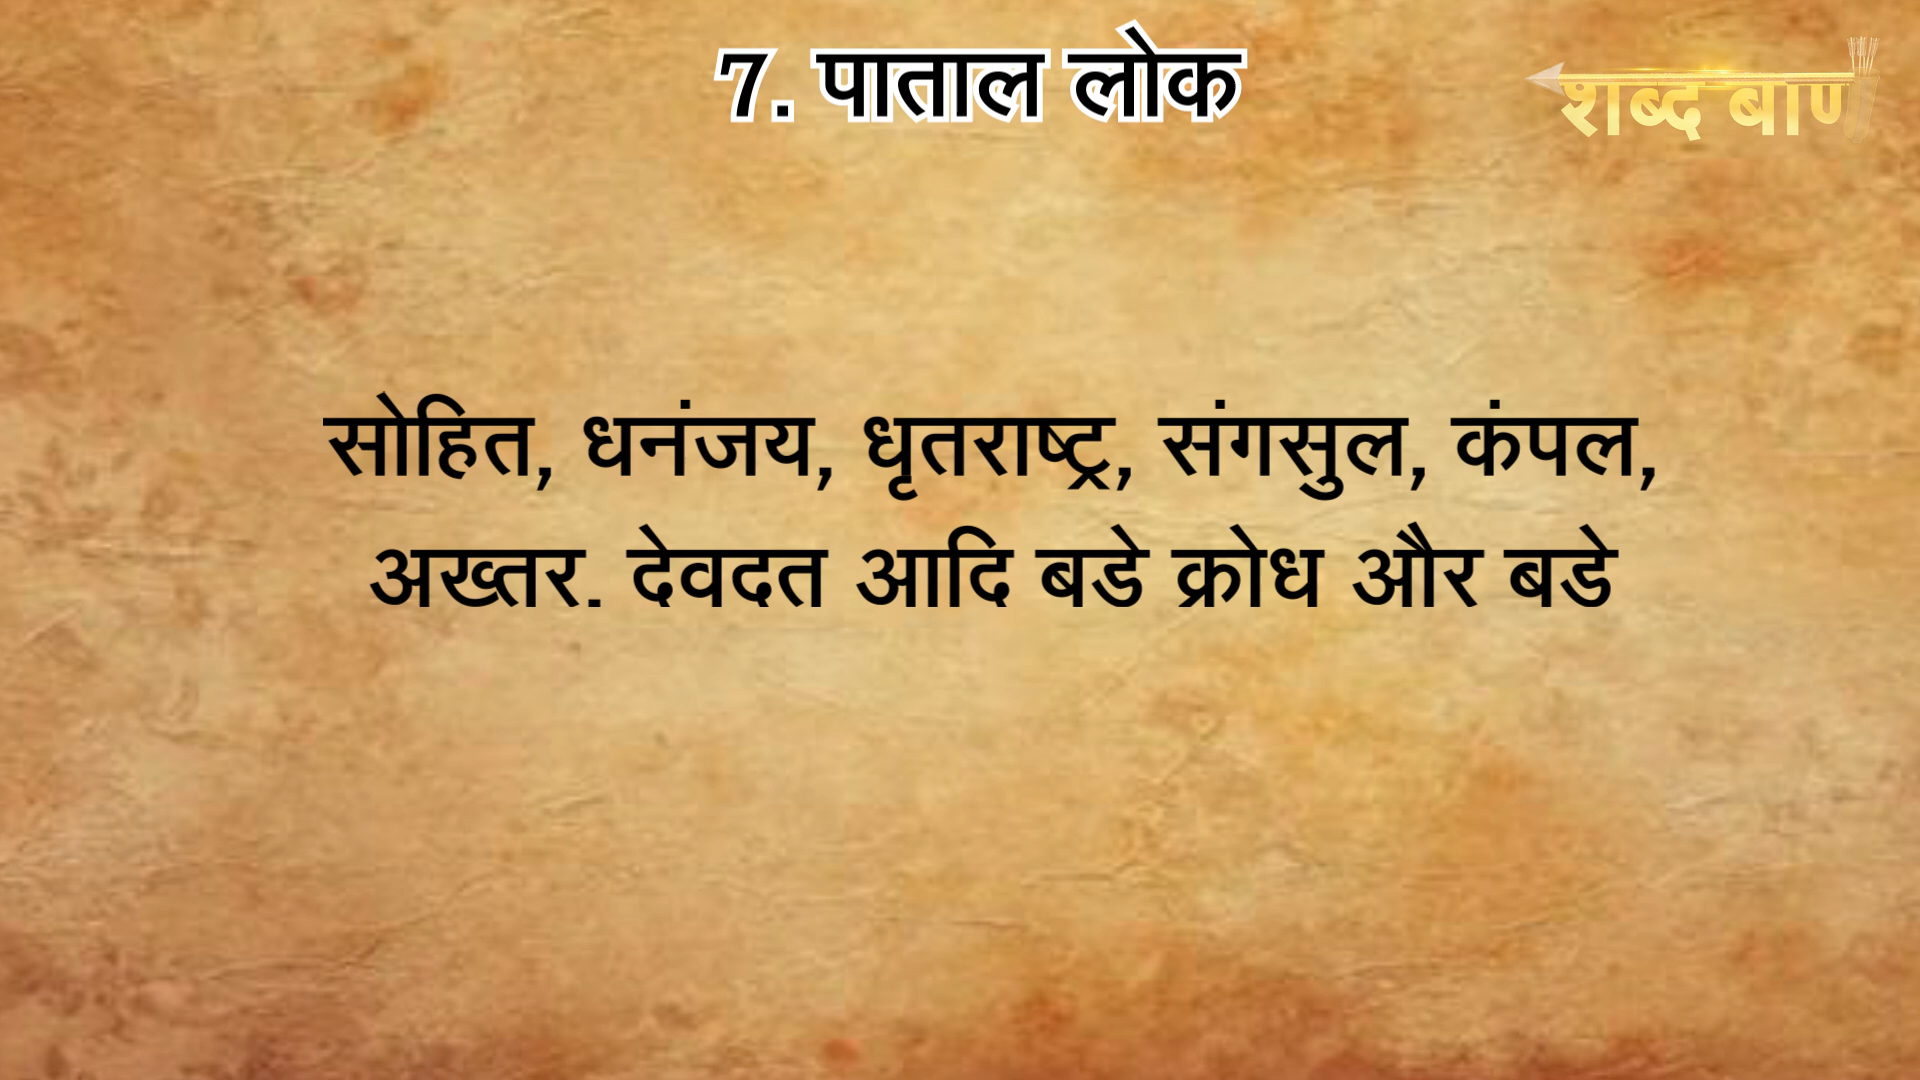 7. पाताल लोक
शब्द बाण
सोहित, धनंजय, धृतराष्ट्र, संगसुल, कंपल,
अख्तर. देवदत आदि बडे क्रोध और बडे